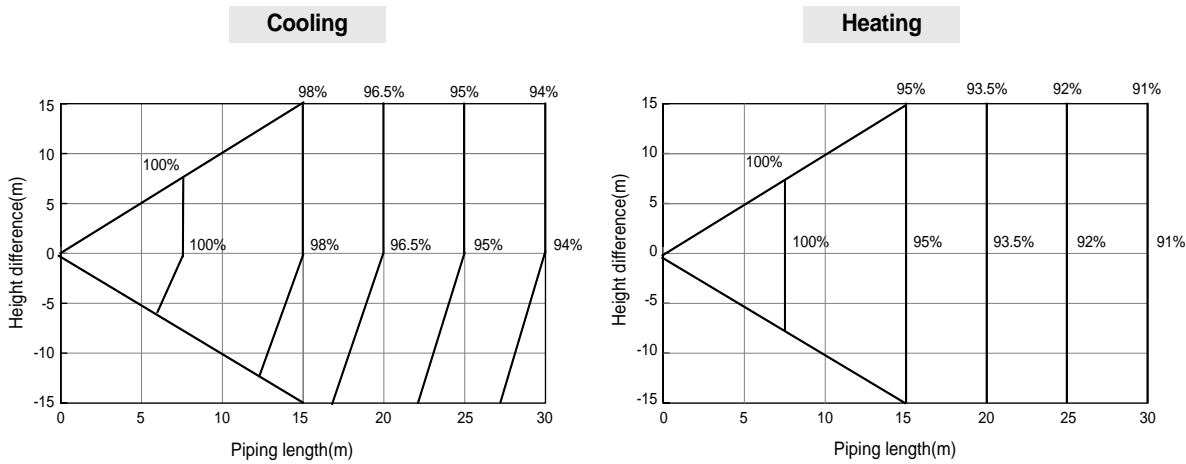 Cooling
98% 96.5% 95% 94%
15
10
5
0
-5
-10
-15
Height difference(m)
100%
100% 98% 96.5% 95% 94%
0 5 10 15 20 25 30
Piping length(m)
Heating
95% 93.5% 92% 91%
15
10
5
0
-5
-10
-15
Height difference(m)
100%
100% 95% 93.5% 92% 91%
0 5 10 15 20 25 30
Piping length(m)